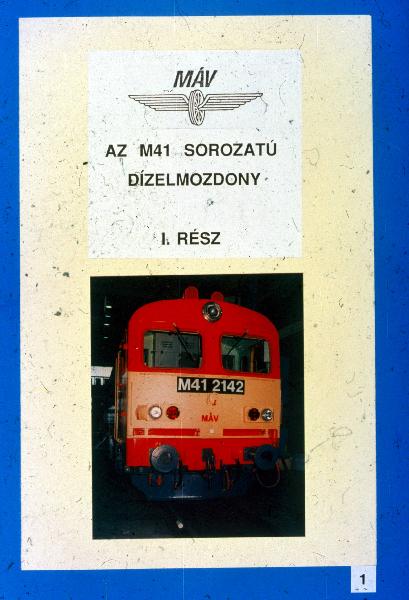 MÁV
AZ M41 SOROZATÚ
DÍZELMOZDONY
I. RÉSZ
M41 2142
MÁV
1